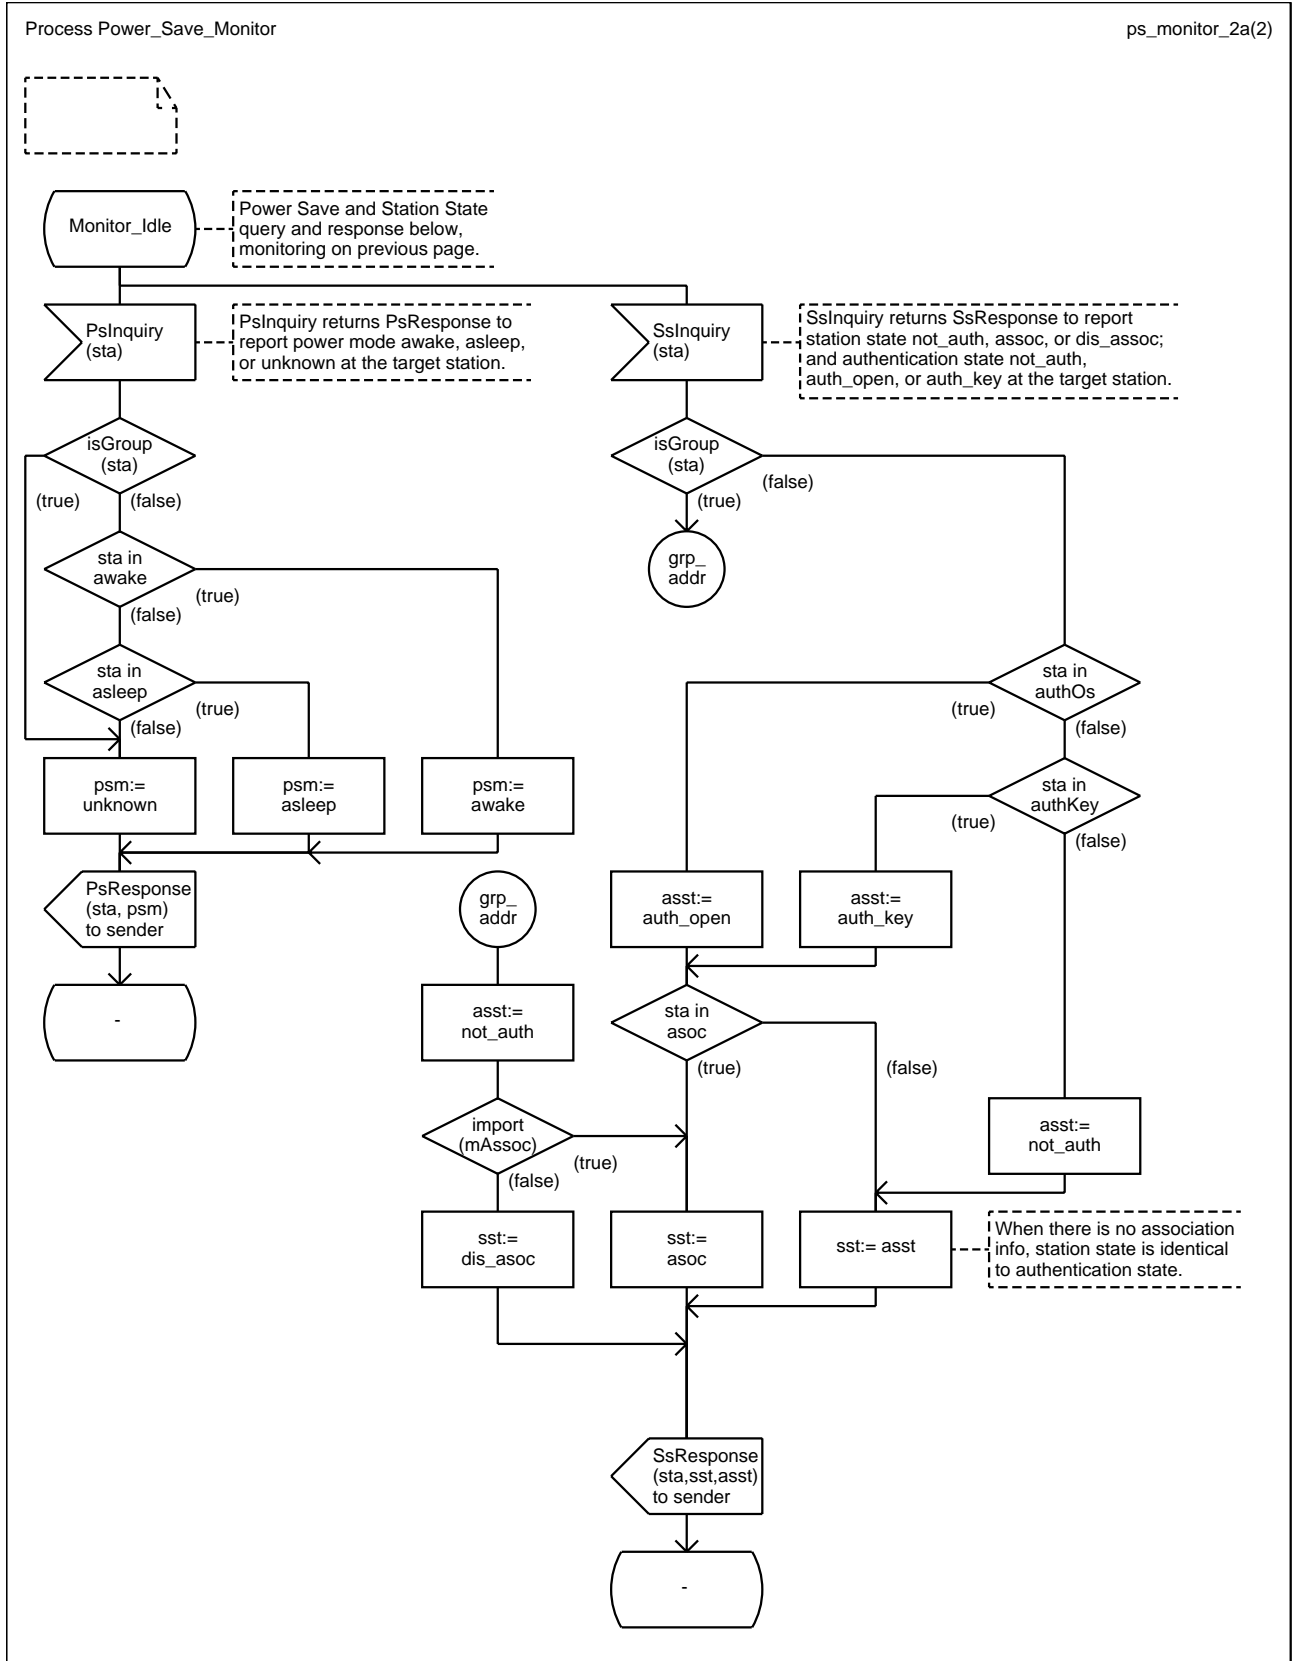 Process Power_Save_Monitor
ps_monitor_2a(2)
Monitor_Idle
Power Save and Station State
query and response below,
monitoring on previous page.
PsInquiry
(sta)
PsInquiry returns PsResponse to
report power mode awake, asleep,
or unknown at the target station.
SsInquiry
(sta)
SsInquiry returns SsResponse to report
station state not_auth, assoc, or dis_assoc;
and authentication state not_auth,
auth_open, or auth_key at the target station.
isGroup
(sta)
(true)
(false)
isGroup
(sta)
(true)
(false)
sta in
awake
(true)
(false)
grp_
addr
sta in
asleep
(true)
(false)
sta in
authOs
(true)
(false)
psm:=
unknown
psm:=
asleep
psm:=
awake
sta in
authKey
(true)
(false)
PsResponse
(sta, psm)
to sender
grp_
addr
asst:=
auth_open
asst:=
auth_key
-
asst:=
not_auth
sta in
asoc
(true)
(false)
import
(mAssoc)
(true)
(false)
asst:=
not_auth
sst:=
dis_asoc
sst:=
asoc
sst:= asst
When there is no association
info, station state is identical
to authentication state.
SsResponse
(sta,sst,asst)
to sender
-